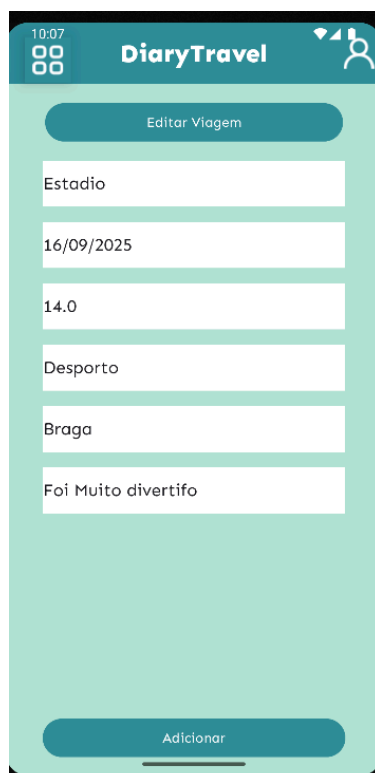 10:07
DiaryTravel
Editar Viagem
Estadio
16/09/2025
14.0
Desporto
Braga
Foi Muito divertifo
Adicionar